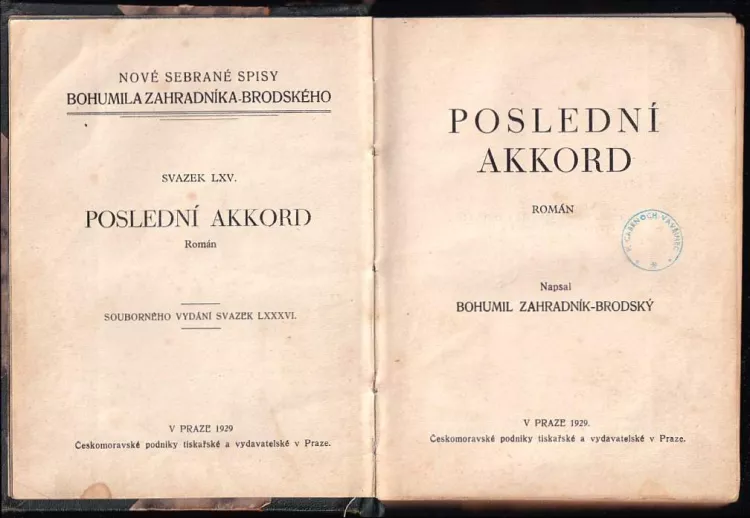 NOVÉ SEBRANÉ SPISY
BOHUMILA ZAHRADNÍKA-BRODSKÉHO
SVAZEK LXV.
POSLEDNÍ AKKORD
Román
SOUBORNÉHO VYDÁNÍ SVAZEK LXXXVI.
V PRAZE 1929
Českomoravské podniky tiskařské a vydavatelské v Praze.
POSLEDNÍ
AKKORD
ROMÁN
Napsal
BOHUMIL ZAHRADNÍK-BRODSKÝ
V PRAZE 1929.
Českomoravské podniky tiskařské a vydavatelské v Praze.